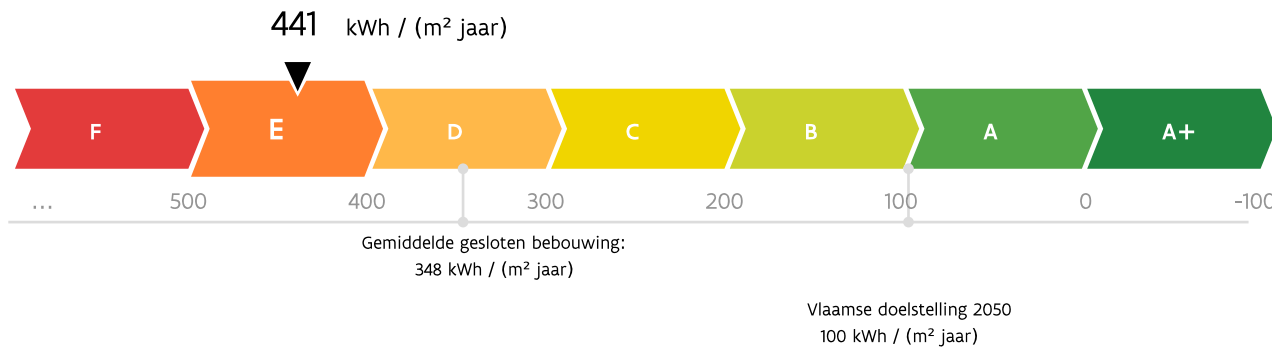 441 kWh / (m² jaar)
F E D C B A A+
... 500 400 300 200 100 0 -100
Gemiddelde gesloten bebouwing:
348 kWh / (m² jaar)
Vlaamse doelstelling 2050
100 kWh / (m² jaar)